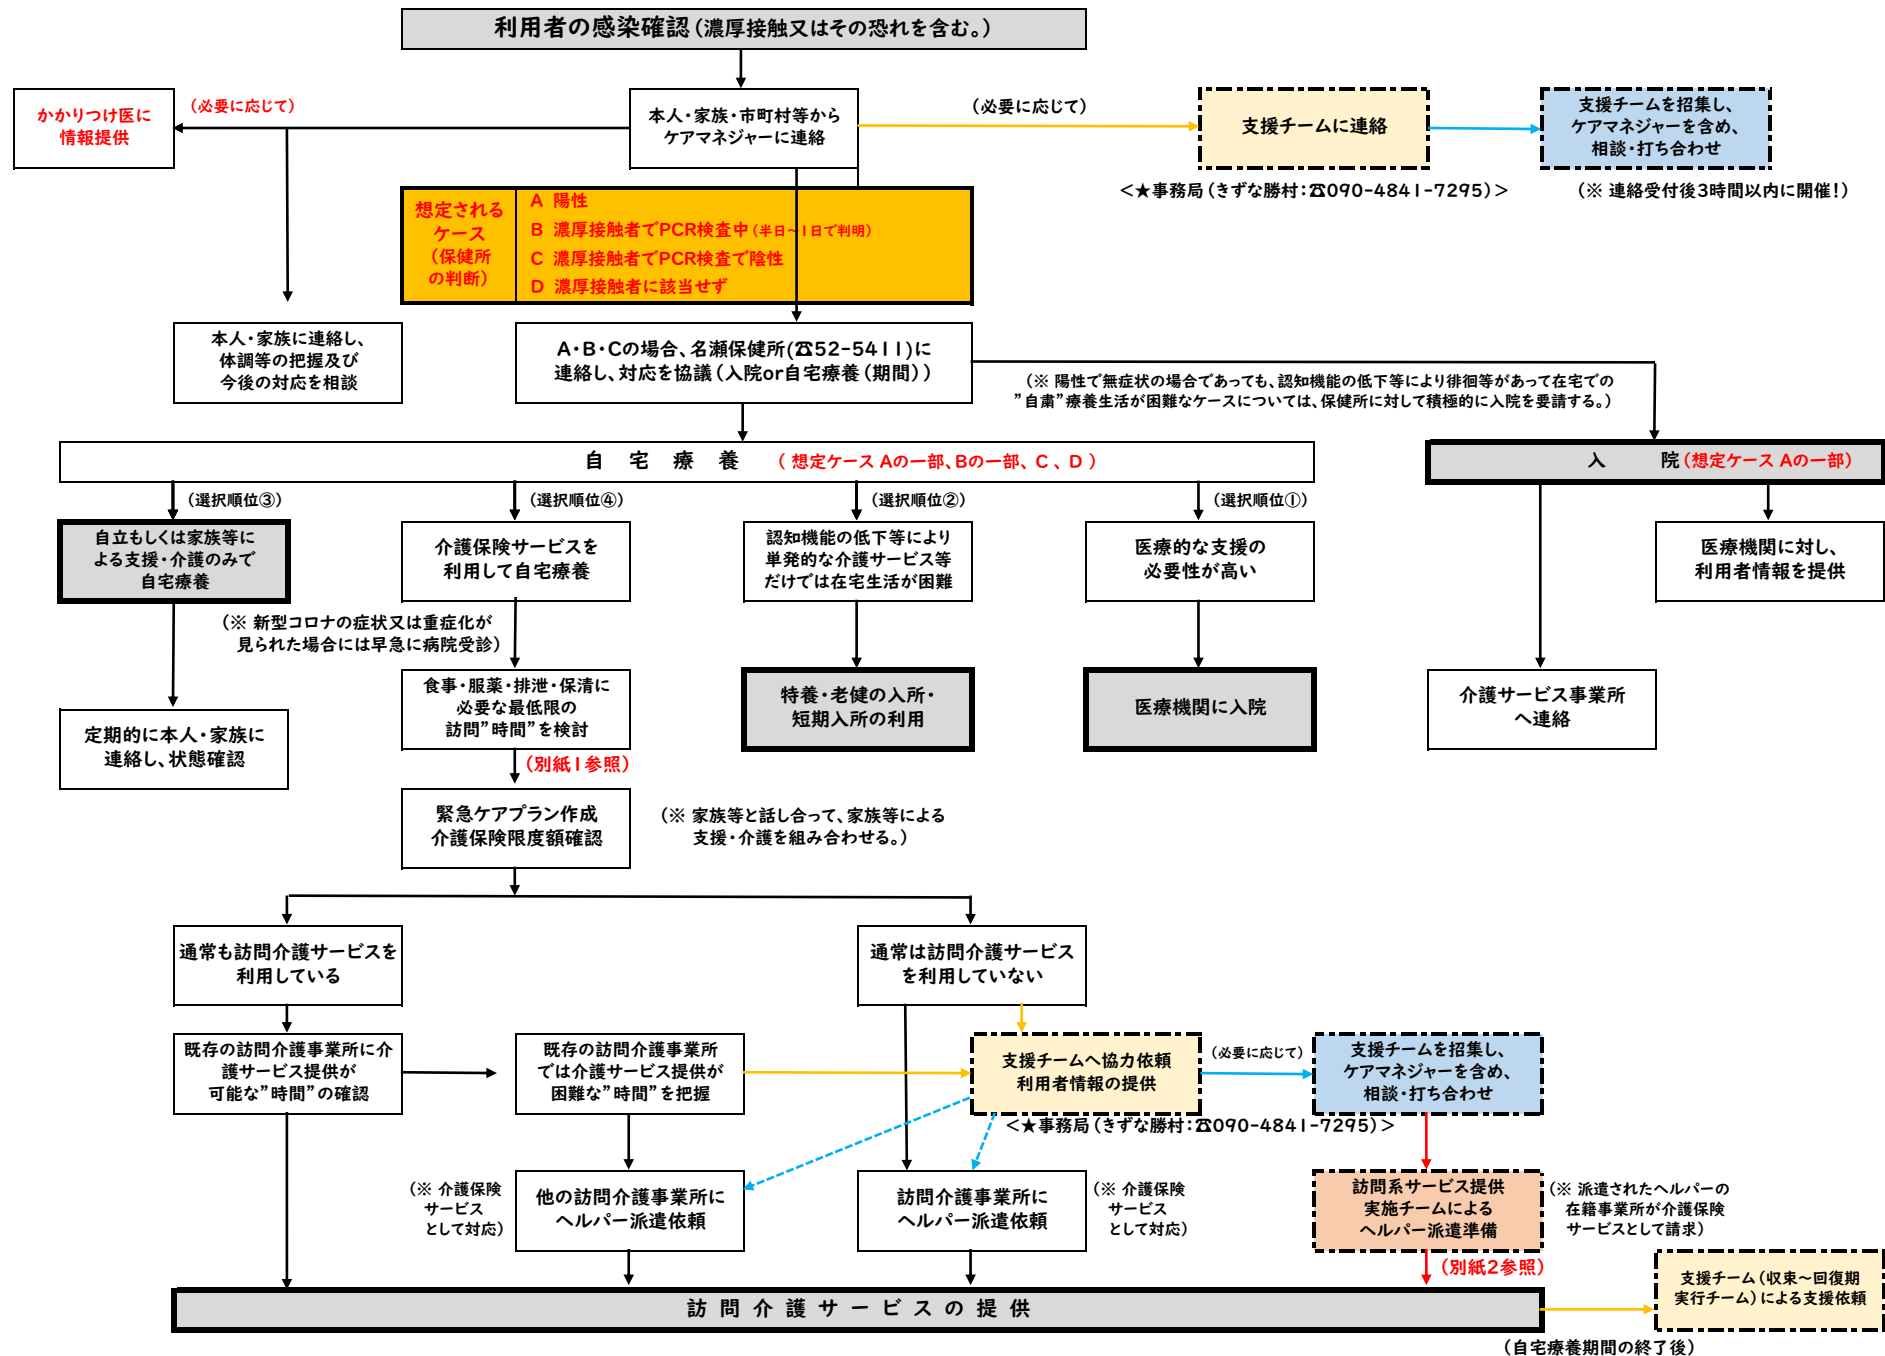 利用者の感染確認(濃厚接触又はその恐れを含む。)
かかりつけ医に
情報提供
(必要に応じて)
本人・家族・市町村等から
ケアマネジャーに連絡
(必要に応じて)
支援チームに連絡
支援チームを招集し、
ケアマネジャーを含め、
相談・打ち合わせ
<★事務局(きずな勝村:☎090-4841-7295)>
(※ 連絡受付後3時間以内に開催!)
想定される
ケース
(保健所
の判断)
A 陽性
B 濃厚接触者でPCR検査中(半日~1日で判明)
C 濃厚接触者でPCR検査で陰性
D 濃厚接触者に該当せず
本人・家族に連絡し、
体調等の把握及び
今後の対応を相談
A・B・Cの場合、名瀬保健所(☎52-5411)に
連絡し、対応を協議(入院or自宅療養(期間))
(※ 陽性で無症状の場合であっても、認知機能の低下等により徘徊等があって在宅での
"自粛"療養生活が困難なケースについては、保健所に対して積極的に入院を要請する。)
自 宅 療 養 ( 想定ケース Aの一部、Bの一部、C 、D )
入 院(想定ケース Aの一部)
(選択順位③)
(選択順位④)
(選択順位②)
(選択順位①)
自立もしくは家族等に
よる支援・介護のみで
自宅療養
介護保険サービスを
利用して自宅療養
認知機能の低下等により
単発的な介護サービス等
だけでは在宅生活が困難
医療的な支援の
必要性が高い
医療機関に対し、
利用者情報を提供
(※ 新型コロナの症状又は重症化が
見られた場合には早急に病院受診)
食事・服薬・排泄・保清に
必要な最低限の
訪問"時間"を検討
特養・老健の入所・
短期入所の利用
医療機関に入院
介護サービス事業所
へ連絡
定期的に本人・家族に
連絡し、状態確認
(別紙1参照)
緊急ケアプラン作成
介護保険限度額確認
(※ 家族等と話し合って、家族等による
支援・介護を組み合わせる。)
通常も訪問介護サービスを
利用している
通常は訪問介護サービス
を利用していない
既存の訪問介護事業所に介
護サービス提供が
可能な"時間"の確認
既存の訪問介護事業所
では介護サービス提供が
困難な"時間"を把握
支援チームへ協力依頼
利用者情報の提供
(必要に応じて)
支援チームを招集し、
ケアマネジャーを含め、
相談・打ち合わせ
<★事務局(きずな勝村:☎090-4841-7295)>
(※ 介護保険
サービス
として対応)
他の訪問介護事業所に
ヘルパー派遣依頼
訪問介護事業所に
ヘルパー派遣依頼
(※ 介護保険
サービス
として対応)
訪問系サービス提供
実施チームによる
ヘルパー派遣準備
(※ 派遣されたヘルパーの
在籍事業所が介護保険
サービスとして請求)
(別紙2参照)
訪 問 介 護 サ ー ビ ス の 提 供
支援チーム(収束~回復期
実行チーム)による支援依頼
(自宅療養期間の終了後)